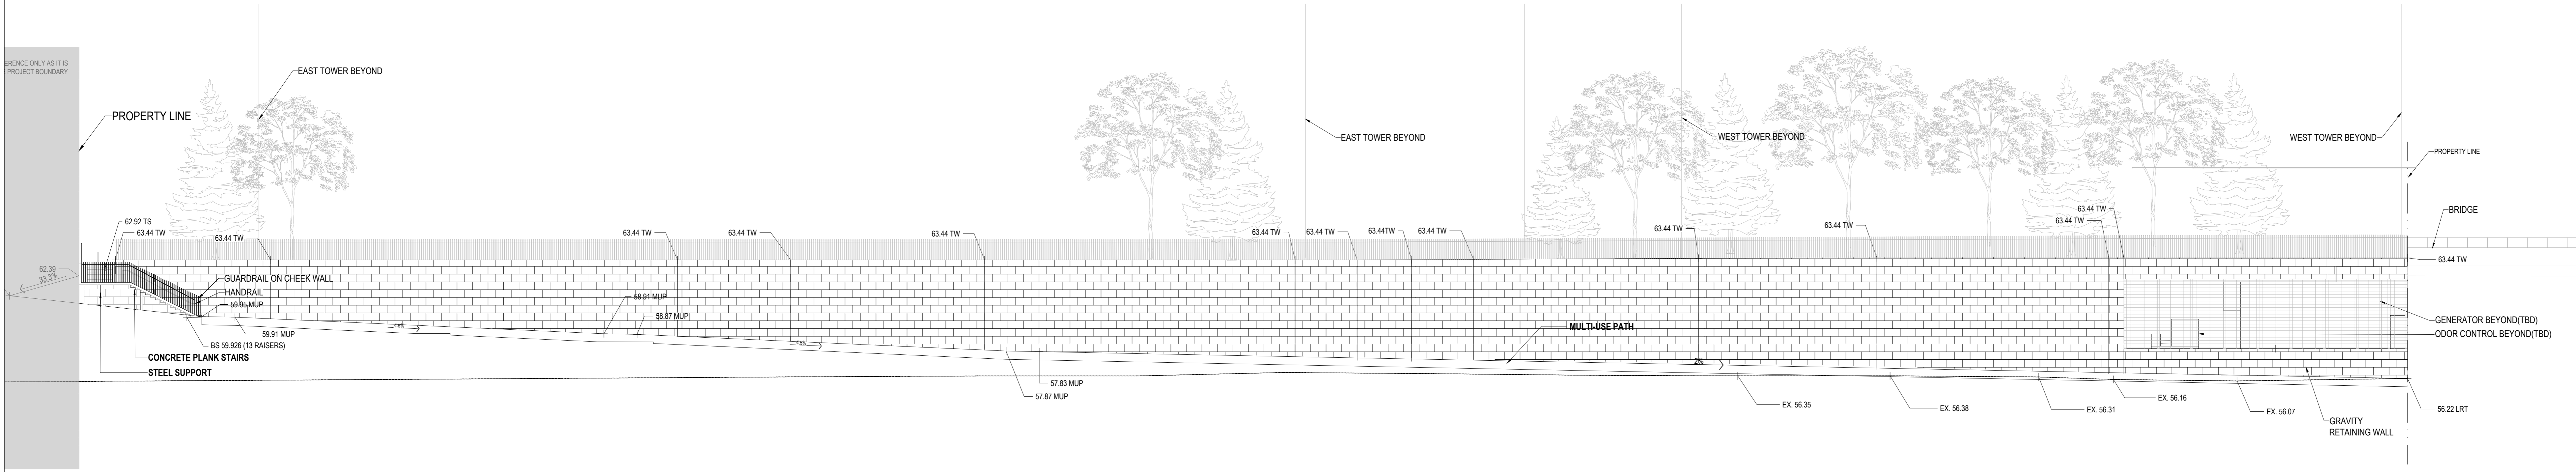 ERENCE ONLY AS IT IS
PROJECT BOUNDARY
PROPERTY LINE
EAST TOWER BEYOND
EAST TOWER BEYOND
WEST TOWER BEYOND
WEST TOWER BEYOND
PROPERTY LINE
BRIDGE
62.92 TS
63.44 TW
63.44 TW
63.44 TW
63.44 TW
63.44 TW
63.44 TW
63.44 TW
63.44TW
63.44 TW
63.44 TW
63.44 TW
63.44 TW
63.44 TW
63.44 TW
62.39
33.3%
GUARDRAIL ON CHEEK WALL
HANDRAIL
59.95 MUP
59.91 MUP
BS 59.926 (13 RAISERS)
CONCRETE PLANK STAIRS
STEEL SUPPORT
58.91 MUP
58.87 MUP
57.83 MUP
57.87 MUP
MULTI-USE PATH
2%
GENERATOR BEYOND(TBD)
ODOR CONTROL BEYOND(TBD)
EX. 56.35
EX. 56.38
EX. 56.31
EX. 56.16
EX. 56.07
56.22 LRT
GRAVITY
RETAINING WALL